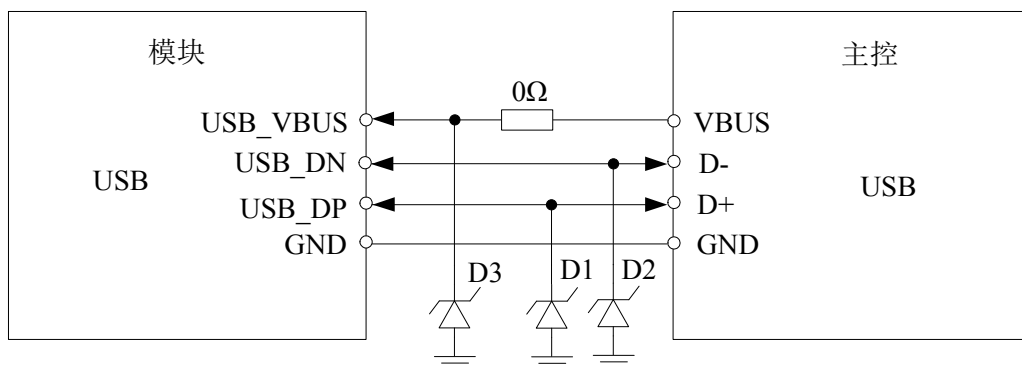 模块
主控
0Ω
USB_VBUS
VBUS
USB_DN
D-
USB
USB
USB_DP
D+
GND
GND
D3
D1
D2